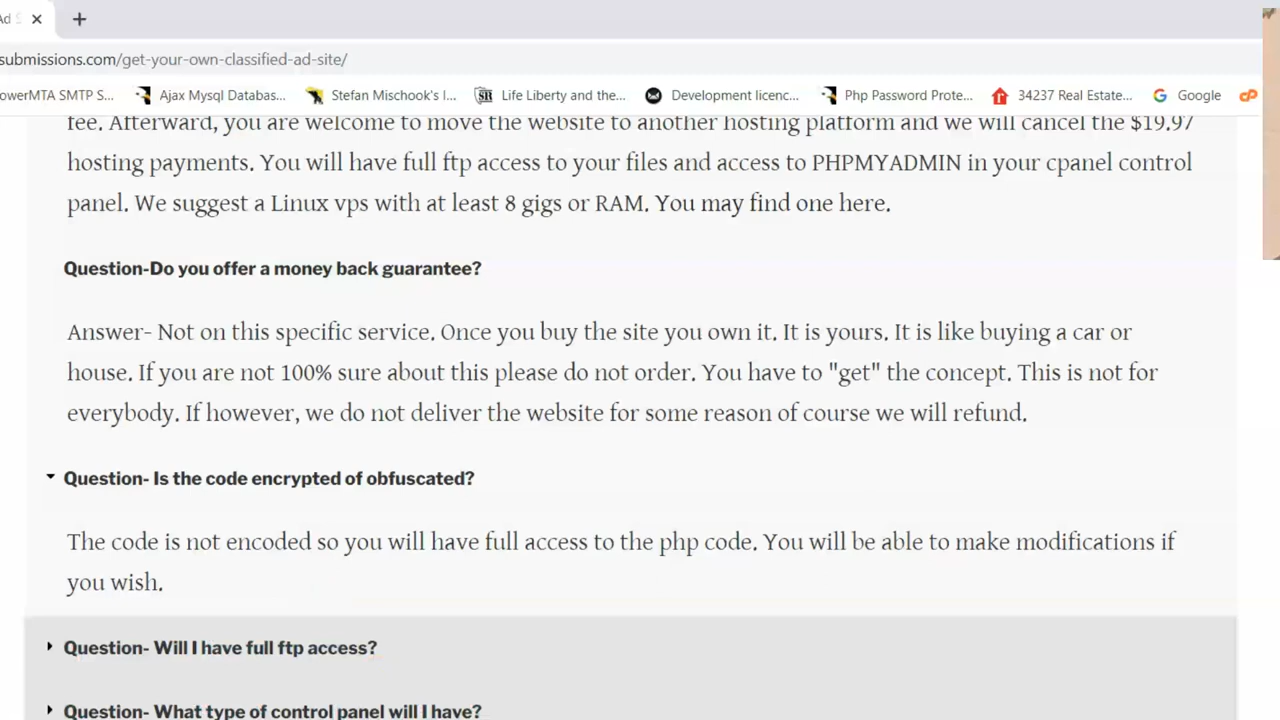 Ad S
submissions.com/get-your-own-classified-ad-site/
owerMTA SMTP S... Ajax Mysql Databas... Stefan Mischook's I... Life Liberty and the... Development licenc... Php Password Prote... 34237 Real Estate... Google
fee. Afterward, you are welcome to move the website to another hosting platform and we will cancel the $19.97
hosting payments. You will have full ftp access to your files and access to PHPMYADMIN in your cpanel control
panel. We suggest a Linux vps with at least 8 gigs or RAM. You may find one here.
Question-Do you offer a money back guarantee?
Answer- Not on this specific service. Once you buy the site you own it. It is yours. It is like buying a car or
house. If you are not 100% sure about this please do not order. You have to "get" the concept. This is not for
everybody. If however, we do not deliver the website for some reason of course we will refund.
Question- Is the code encrypted of obfuscated?
The code is not encoded so you will have full access to the php code. You will be able to make modifications if
you wish.
Question- Will I have full ftp access?
Question- What type of control panel will I have?